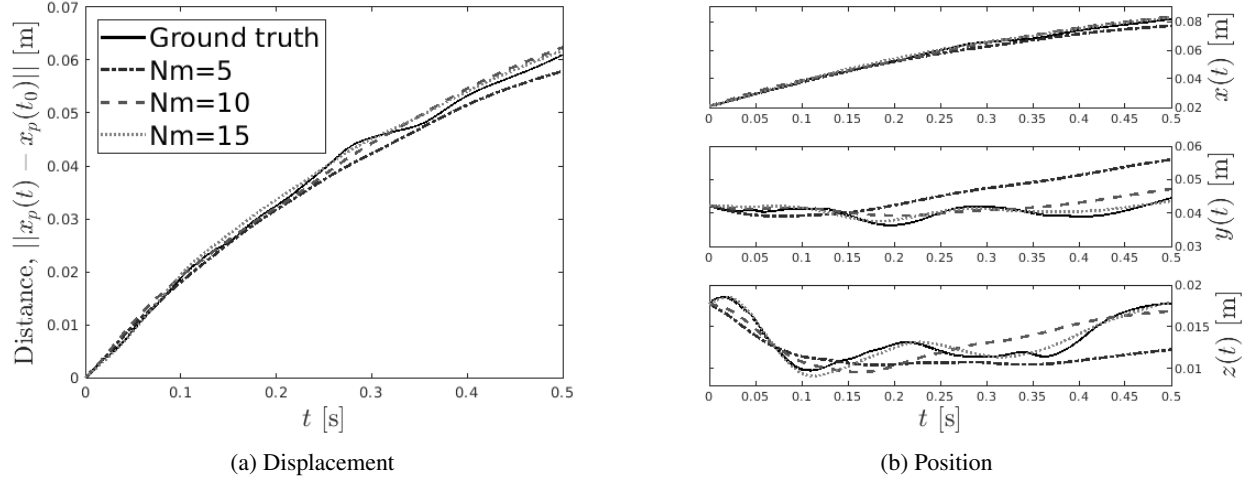 Distance, ||x_p(t) − x_p(t_0)|| [m]
0.07
0.06
0.05
0.04
0.03
0.02
0.01
0
Ground truth
Nm=5
Nm=10
Nm=15
0 0.1 0.2 0.3 0.4 0.5
t [s]
(a) Displacement
0.08
0.06
0.04
0.02
x(t) [m]
0 0.05 0.1 0.15 0.2 0.25 0.3 0.35 0.4 0.45 0.5
0.06
0.05
0.04
0.03
y(t) [m]
0 0.05 0.1 0.15 0.2 0.25 0.3 0.35 0.4 0.45 0.5
0.02
0.015
0.01
z(t) [m]
0 0.05 0.1 0.15 0.2 0.25 0.3 0.35 0.4 0.45 0.5
t [s]
(b) Position